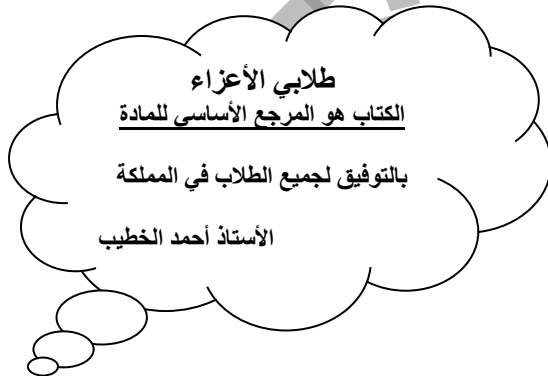 طلابي الأعزاء
الكتاب هو المرجع الأساسي للمادة
بالتوفيق لجميع الطلاب في المملكة
الأستاذ أحمد الخطيب